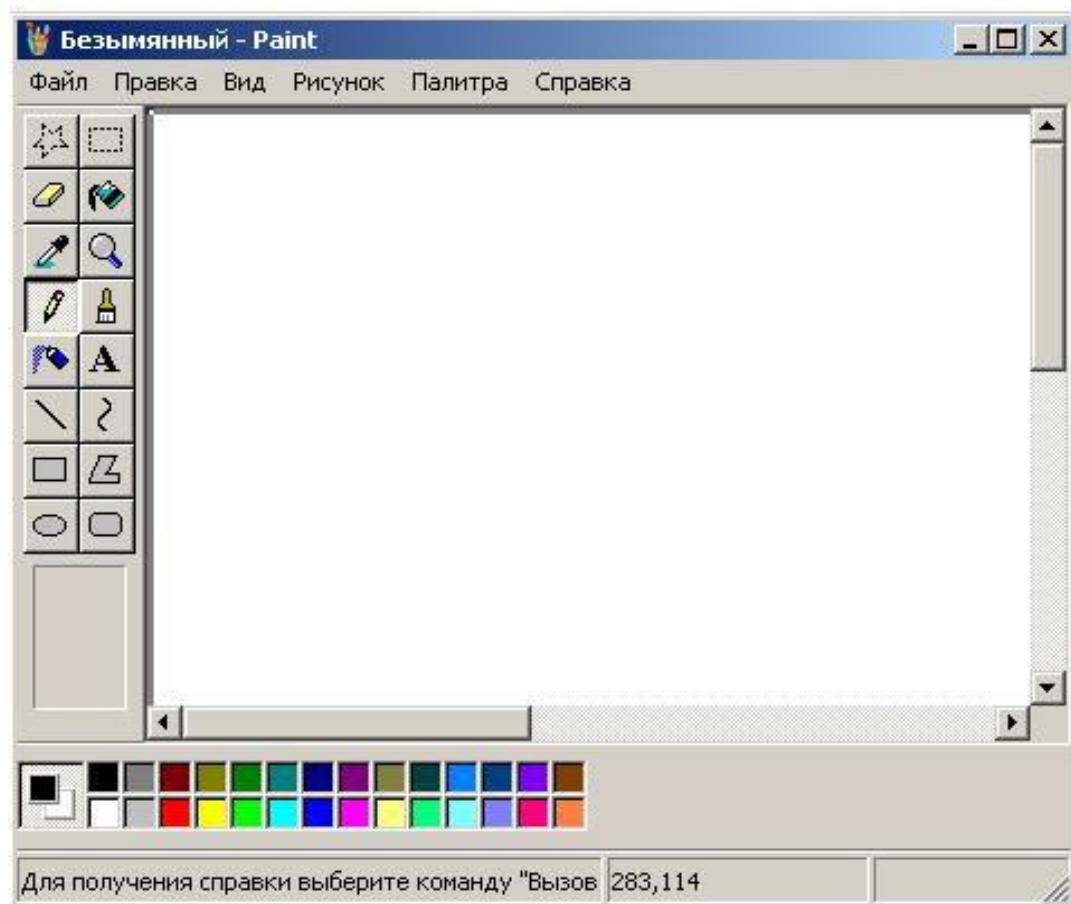 Безымянный - Paint
Файл Правка Вид Рисунок Палитра Справка
A
Для получения справки выберите команду "Вызов 283,114